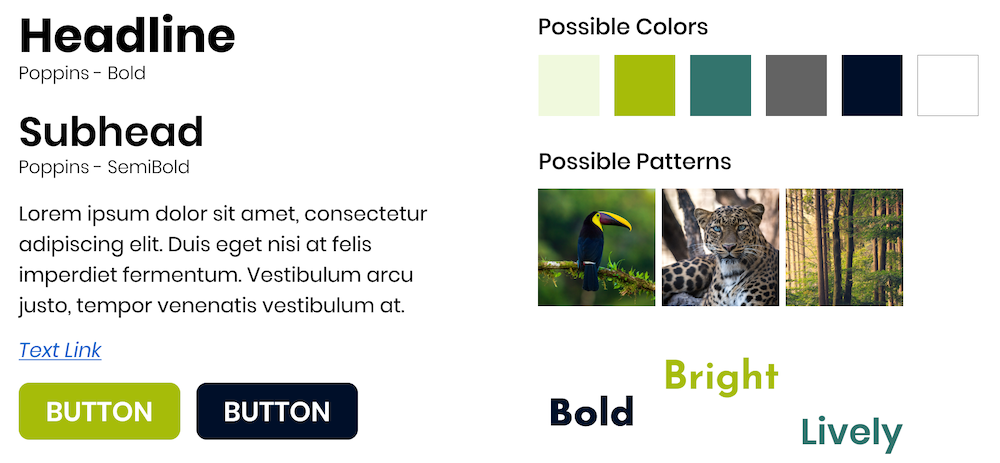 Headline
Poppins - Bold
Subhead
Poppins - SemiBold
Lorem ipsum dolor sit amet, consectetur
adipiscing elit. Duis eget nisi at felis
imperdiet fermentum. Vestibulum arcu
justo, tempor venenatis vestibulum at.
Text Link
BUTTON
BUTTON
Possible Colors
Possible Patterns
Bright
Bold
Lively